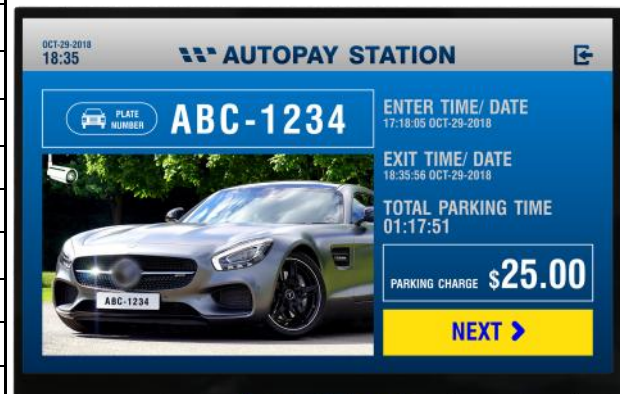 OCT-29-2018
18:35
AUTOPAY STATION
PLATE
NUMBER
ABC-1234
ENTER TIME/ DATE
17:18:05 OCT-29-2018
EXIT TIME/ DATE
18:35:56 OCT-29-2018
TOTAL PARKING TIME
01:17:51
PARKING CHARGE $25.00
NEXT
ABC-1234